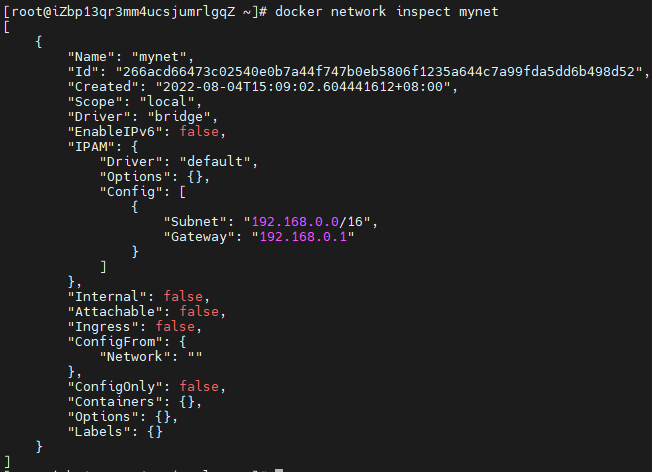 [root@iZbp13qr3mm4ucsjumrlgqZ ~]# docker network inspect mynet
[
    {
        "Name": "mynet",
        "Id": "266acd66473c02540e0b7a44f747b0eb5806f1235a644c7a99fda5dd6b498d52",
        "Created": "2022-08-04T15:09:02.604441612+08:00",
        "Scope": "local",
        "Driver": "bridge",
        "EnableIPv6": false,
        "IPAM": {
            "Driver": "default",
            "Options": {},
            "Config": [
                {
                    "Subnet": "192.168.0.0/16",
                    "Gateway": "192.168.0.1"
                }
            ]
        },
        "Internal": false,
        "Attachable": false,
        "Ingress": false,
        "ConfigFrom": {
            "Network": ""
        },
        "ConfigOnly": false,
        "Containers": {},
        "Options": {},
        "Labels": {}
    }
]